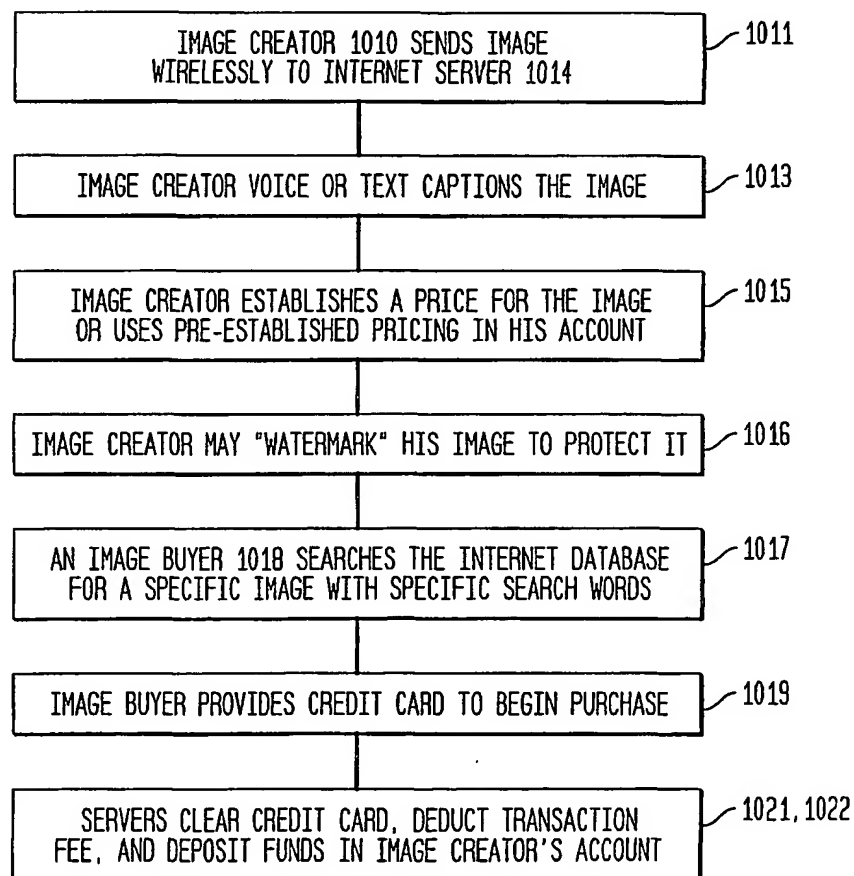 IMAGE CREATOR 1010 SENDS IMAGE
WIRELESSLY TO INTERNET SERVER 1014
1011
IMAGE CREATOR VOICE OR TEXT CAPTIONS THE IMAGE
1013
IMAGE CREATOR ESTABLISHES A PRICE FOR THE IMAGE
OR USES PRE-ESTABLISHED PRICING IN HIS ACCOUNT
1015
IMAGE CREATOR MAY "WATERMARK" HIS IMAGE TO PROTECT IT
1016
AN IMAGE BUYER 1018 SEARCHES THE INTERNET DATABASE
FOR A SPECIFIC IMAGE WITH SPECIFIC SEARCH WORDS
1017
IMAGE BUYER PROVIDES CREDIT CARD TO BEGIN PURCHASE
1019
SERVERS CLEAR CREDIT CARD, DEDUCT TRANSACTION
FEE, AND DEPOSIT FUNDS IN IMAGE CREATOR'S ACCOUNT
1021, 1022